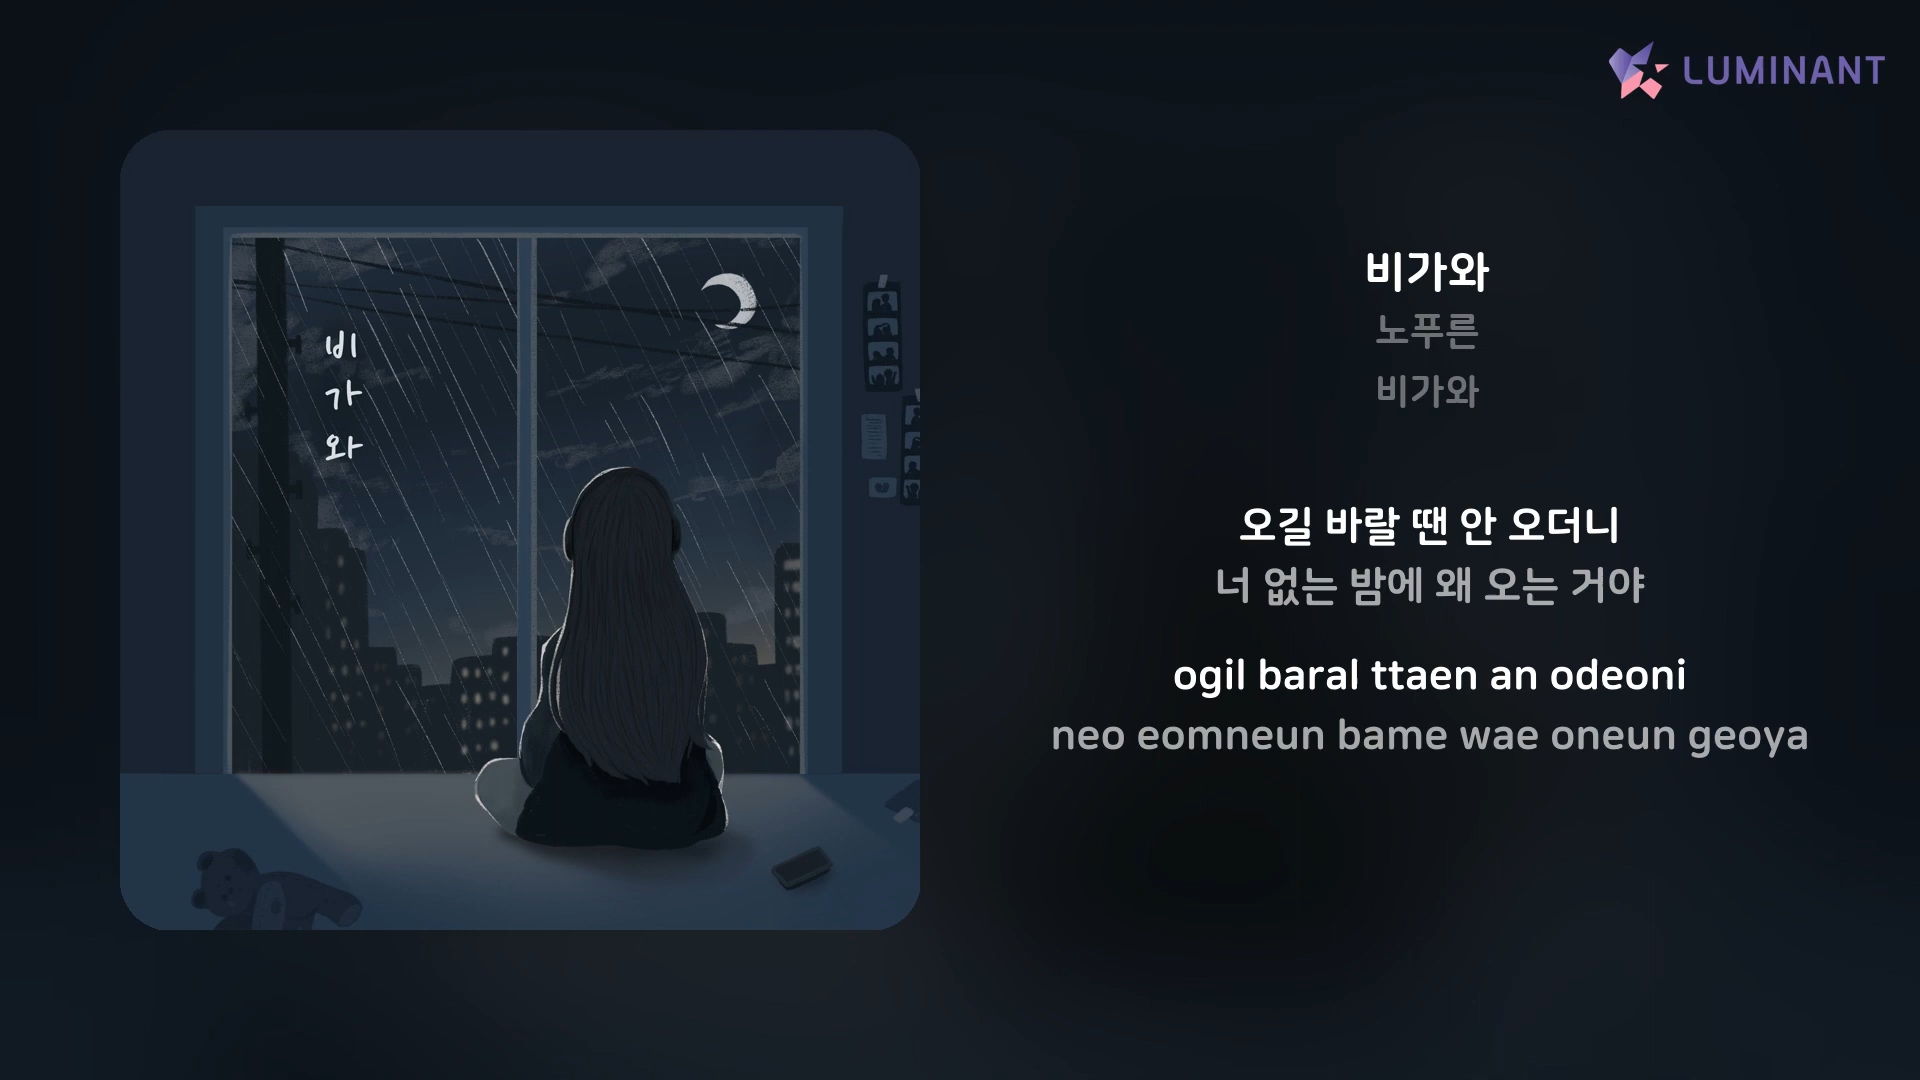 LUMINANT
비
가
와
비가와
노푸른
비가와
오길 바랄 땐 안 오더니
너 없는 밤에 왜 오는 거야
ogil baral ttaen an odeoni
neo eomneun bame wae oneun geoya